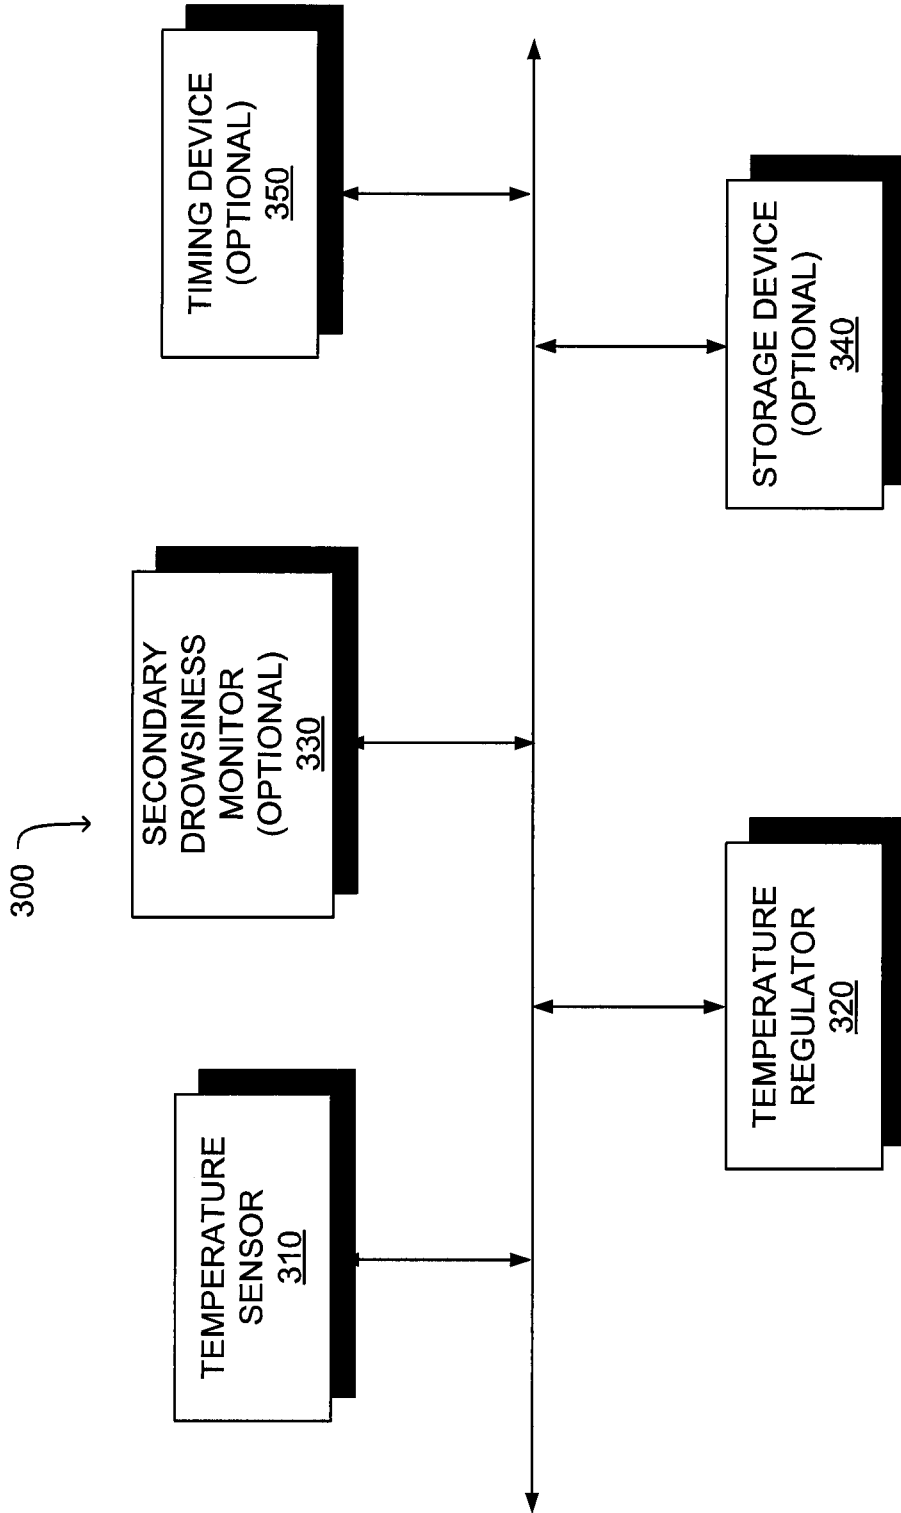 300
TEMPERATURE
SENSOR
310
SECONDARY
DROWSINESS
MONITOR
(OPTIONAL)
330
TIMING DEVICE
(OPTIONAL)
350
TEMPERATURE
REGULATOR
320
STORAGE DEVICE
(OPTIONAL)
340